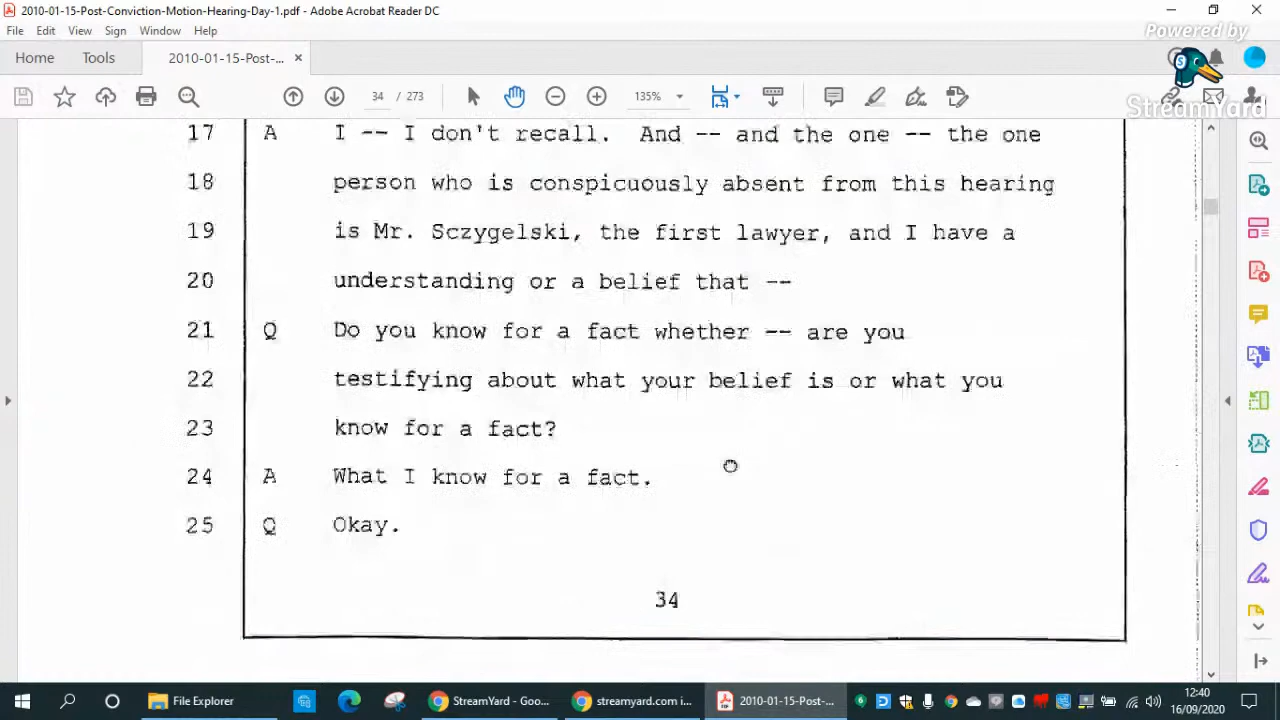 2010-01-15-Post-Conviction-Motion-Hearing-Day-1.pdf - Adobe Acrobat Reader DC
File Edit View Sign Window Help
Powered by
Home Tools 2010-01-15-Post-... ×
StreamYard
34 / 273 135%
17 A I -- I don't recall. And -- and the one -- the one
18 person who is conspicuously absent from this hearing
19 is Mr. Sczygelski, the first lawyer, and I have a
20 understanding or a belief that --
21 Q Do you know for a fact whether -- are you
22 testifying about what your belief is or what you
23 know for a fact?
24 A What I know for a fact.
25 Q Okay.
34
File Explorer StreamYard - Goo... streamyard.com i... 2010-01-15-Post-...
12:40
16/09/2020